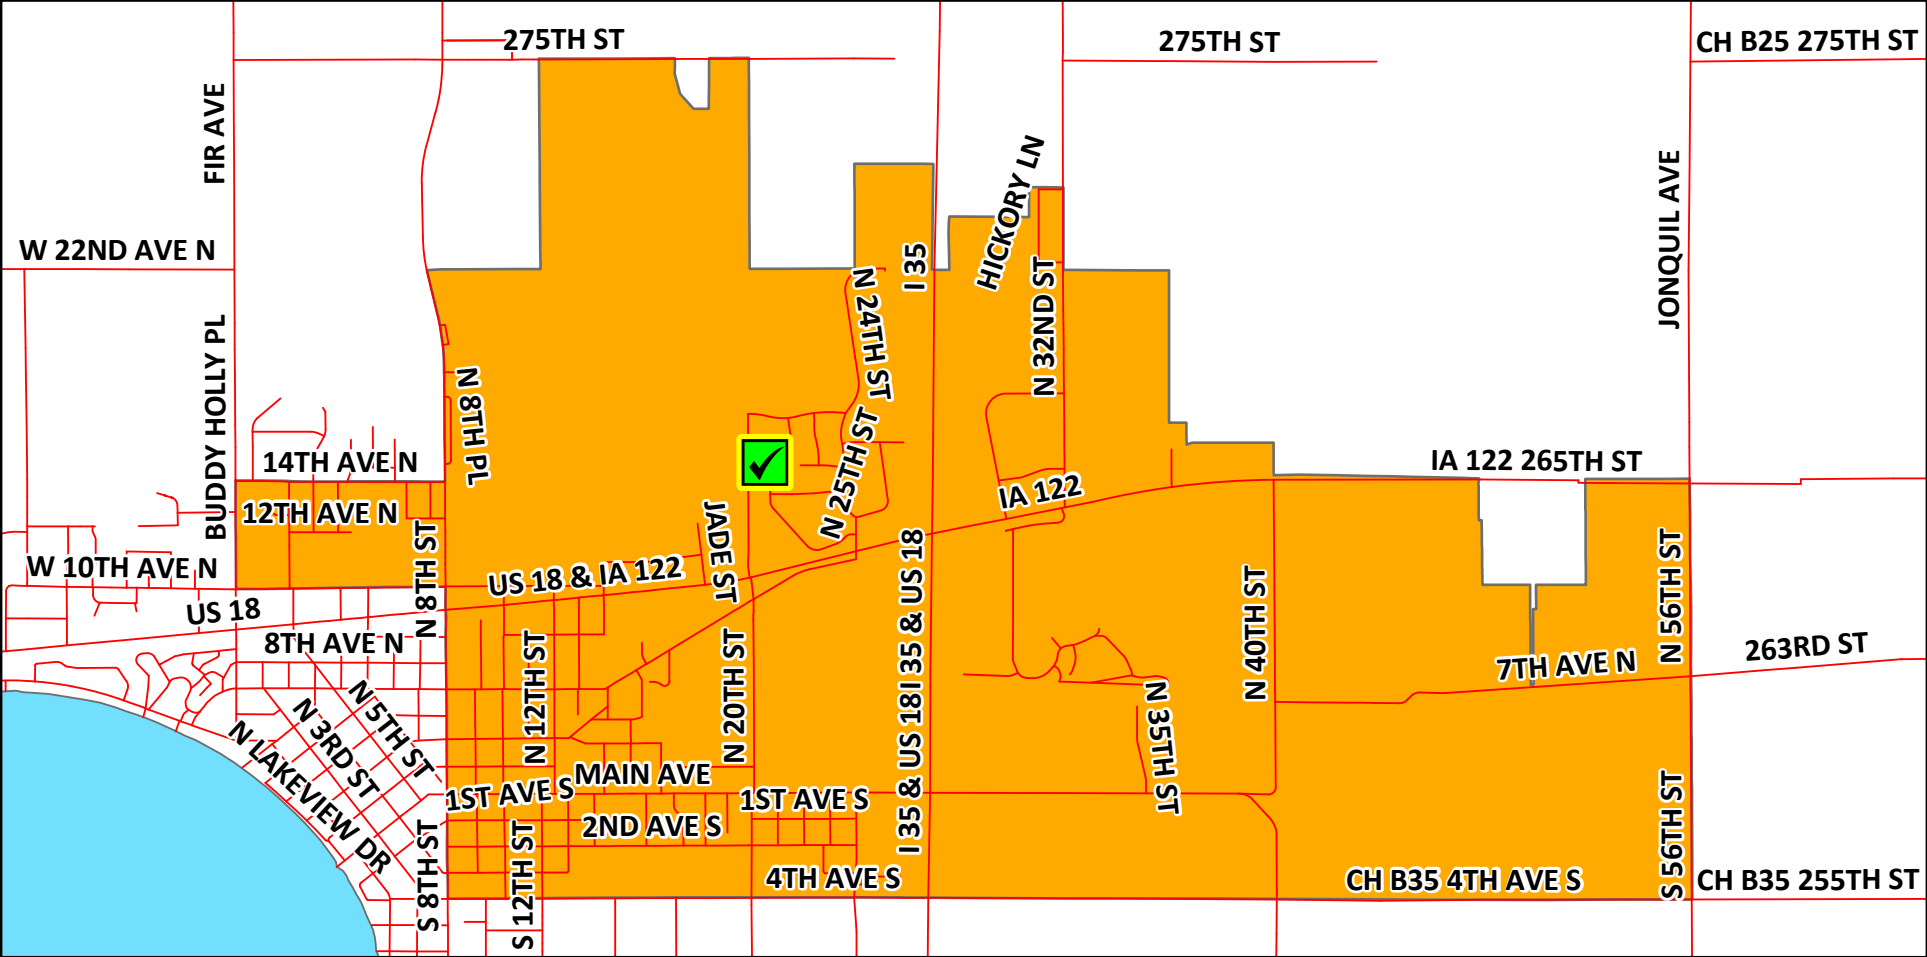 275TH ST
275TH ST
CH B25 275TH ST
FIR AVE
HICKORY LN
JONQUIL AVE
W 22ND AVE N
I 35
N 24TH ST
N 32ND ST
BUDDY HOLLY PL
N 8TH PL
14TH AVE N
N 25TH ST
IA 122 265TH ST
IA 122
12TH AVE N
JADE ST
W 10TH AVE N
N 8TH ST
US 18 & IA 122
I 35 & US 18
I 35 & US 18
N 40TH ST
N 56TH ST
US 18
8TH AVE N
N 12TH ST
N 20TH ST
7TH AVE N
263RD ST
N 5TH ST
N 3RD ST
N LAKEVIEW DR
N 35TH ST
MAIN AVE
1ST AVE S
1ST AVE S
2ND AVE S
S 8TH ST
S 12TH ST
4TH AVE S
CH B35 4TH AVE S
S 56TH ST
CH B35 255TH ST